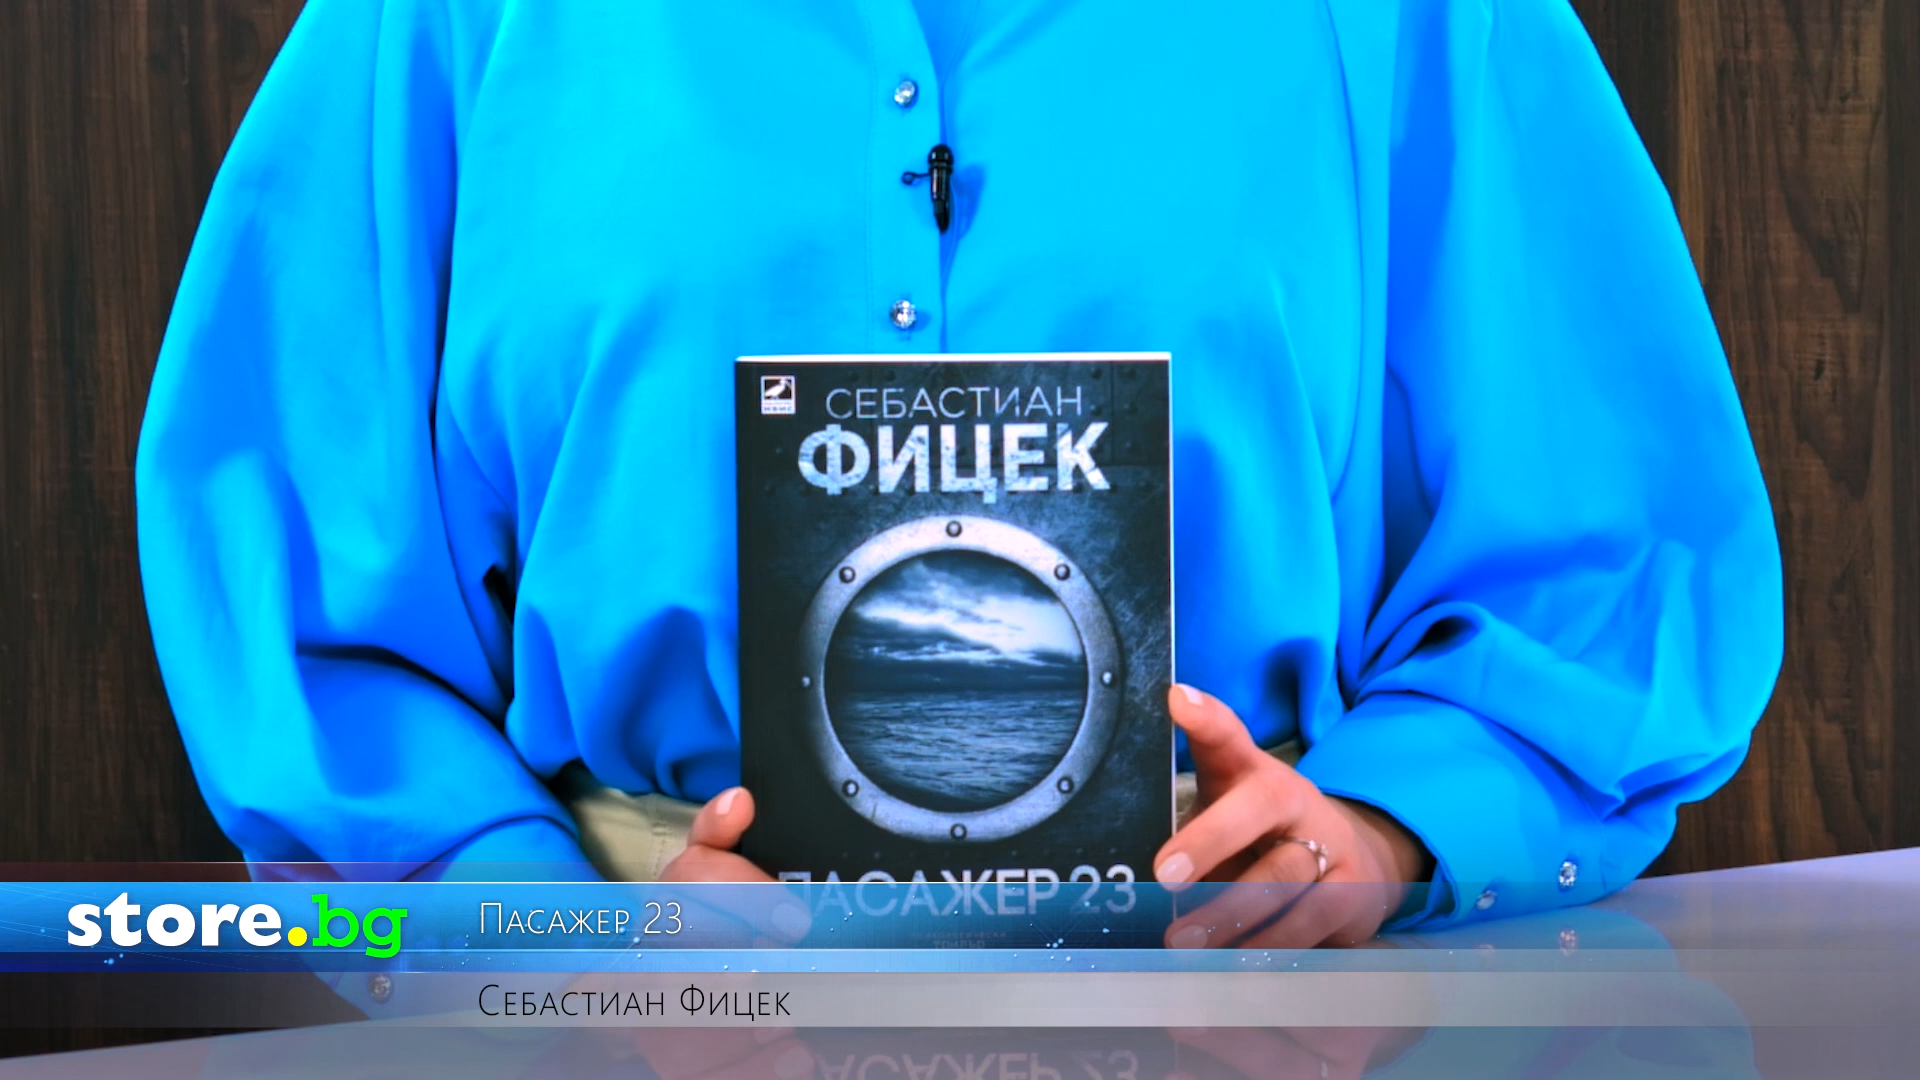 СЕБАСТИАН
ФИЦЕК
ПАСАЖЕР 23
store.bg
ПАСАЖЕР 23
СЕБАСТИАН ФИЦЕК